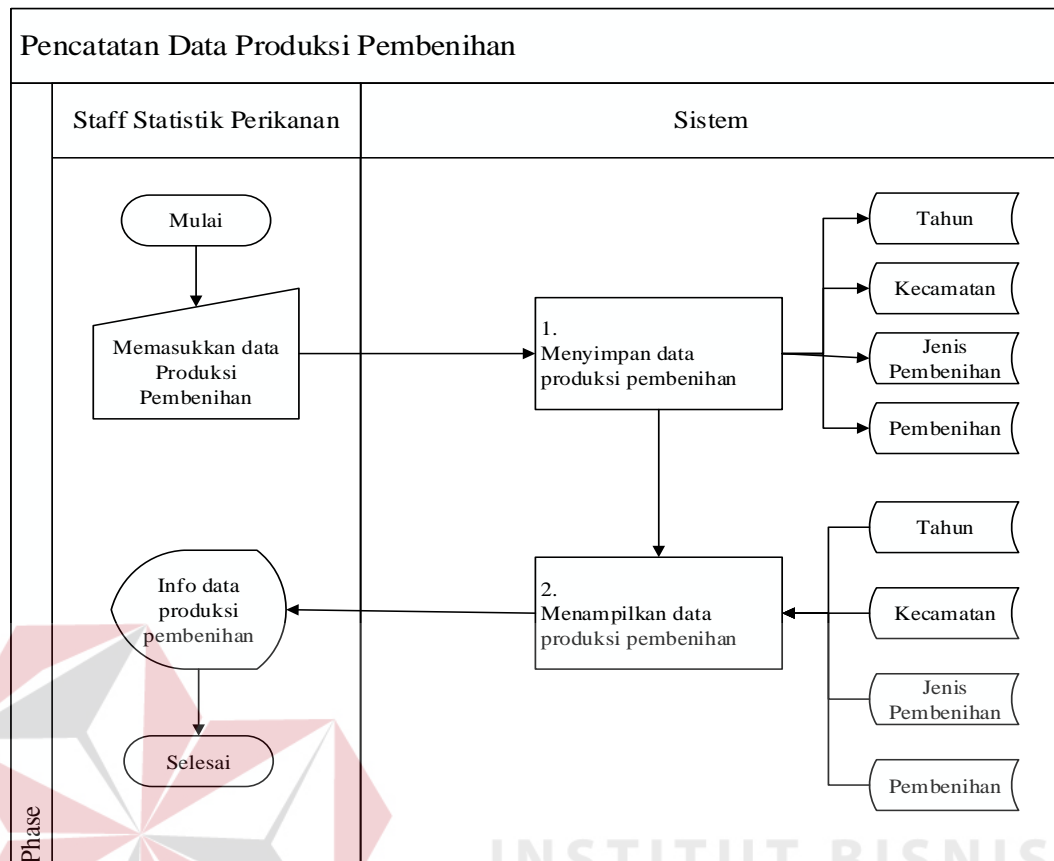 Pencatatan Data Produksi Pembenihan
Staff Statistik Perikanan
Sistem
Mulai
Memasukkan data
Produksi
Pembenihan
1.
Menyimpan data
produksi pembenihan
Tahun
Kecamatan
Jenis
Pembenihan
Pembenihan
Info data
produksi
pembenihan
2.
Menampilkan data
produksi pembenihan
Tahun
Kecamatan
Jenis
Pembenihan
Pembenihan
Selesai
Phase
INSTITUT BISNIS